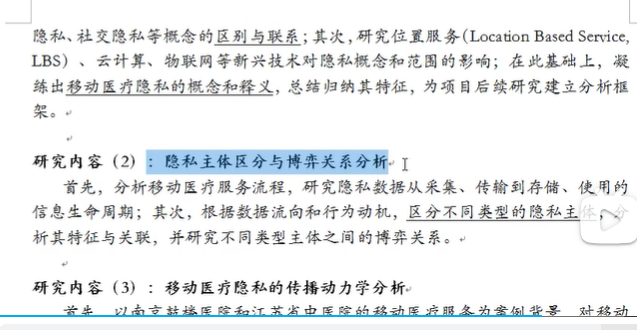 隐私、社交隐私等概念的区别与联系；其次，研究位置服务（Location Based Service,
LBS）、云计算、物联网等新兴技术对隐私概念和范围的影响；在此基础上，凝
练出移动医疗隐私的概念和释义，总结归纳其特征，为项目后续研究建立分析框
架。
研究内容（2）：隐私主体区分与博弈关系分析
首先，分析移动医疗服务流程，研究隐私数据从采集、传输到存储、使用的
信息生命周期；其次，根据数据流向和行为动机，区分不同类型的隐私主体，分
析其特征与关联，并研究不同类型主体之间的博弈关系。
研究内容（3）：移动医疗隐私的传播动力学分析
首先，以南京鼓楼医院和江苏省中医院的移动医疗服务为案例背景，对移动